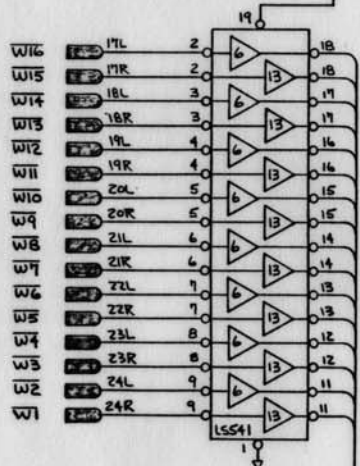 19
W16 17L 2 6 18
W15 17R 2 13 18
W14 18L 3 6 17
W13 18R 3 13 17
W12 19L 4 6 16
W11 19R 4 13 16
W10 20L 5 6 15
W9 20R 5 13 15
W8 21L 6 6 14
W7 21R 6 13 14
W6 22L 7 6 13
W5 22R 7 13 13
W4 23L 8 6 12
W3 23R 8 13 12
W2 24L 9 6 11
W1 24R 9 13 11
LS541
1